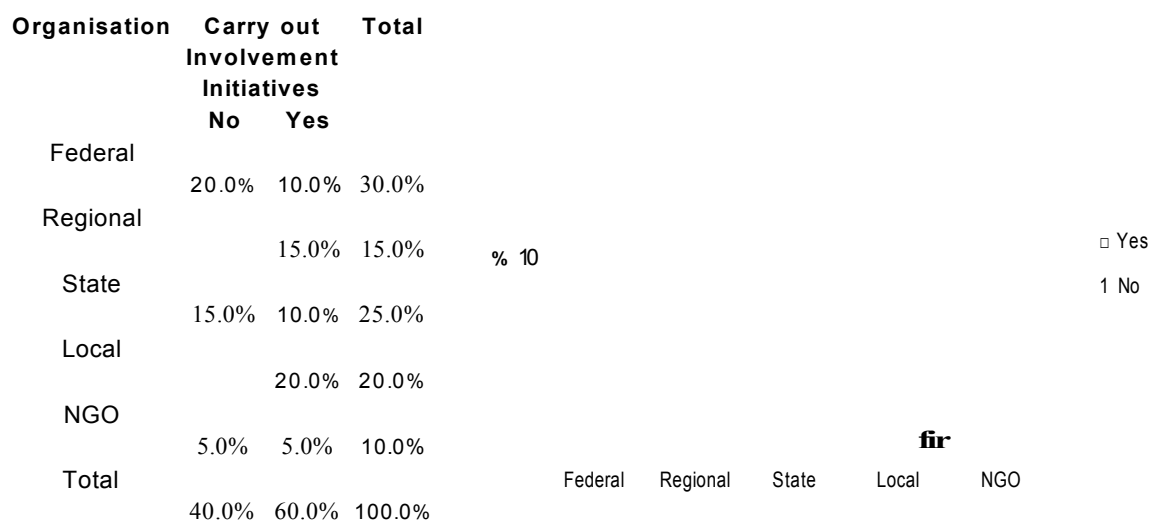 Organisation Carry out Total
Involvement
Initiatives
No Yes
Federal
20.0% 10.0% 30.0%
Regional
15.0% 15.0%
State
15.0% 10.0% 25.0%
Local
20.0% 20.0%
NGO
5.0% 5.0% 10.0%
Total
40.0% 60.0% 100.0%
% 10
□ Yes
1 No
fir
Federal Regional State Local NGO